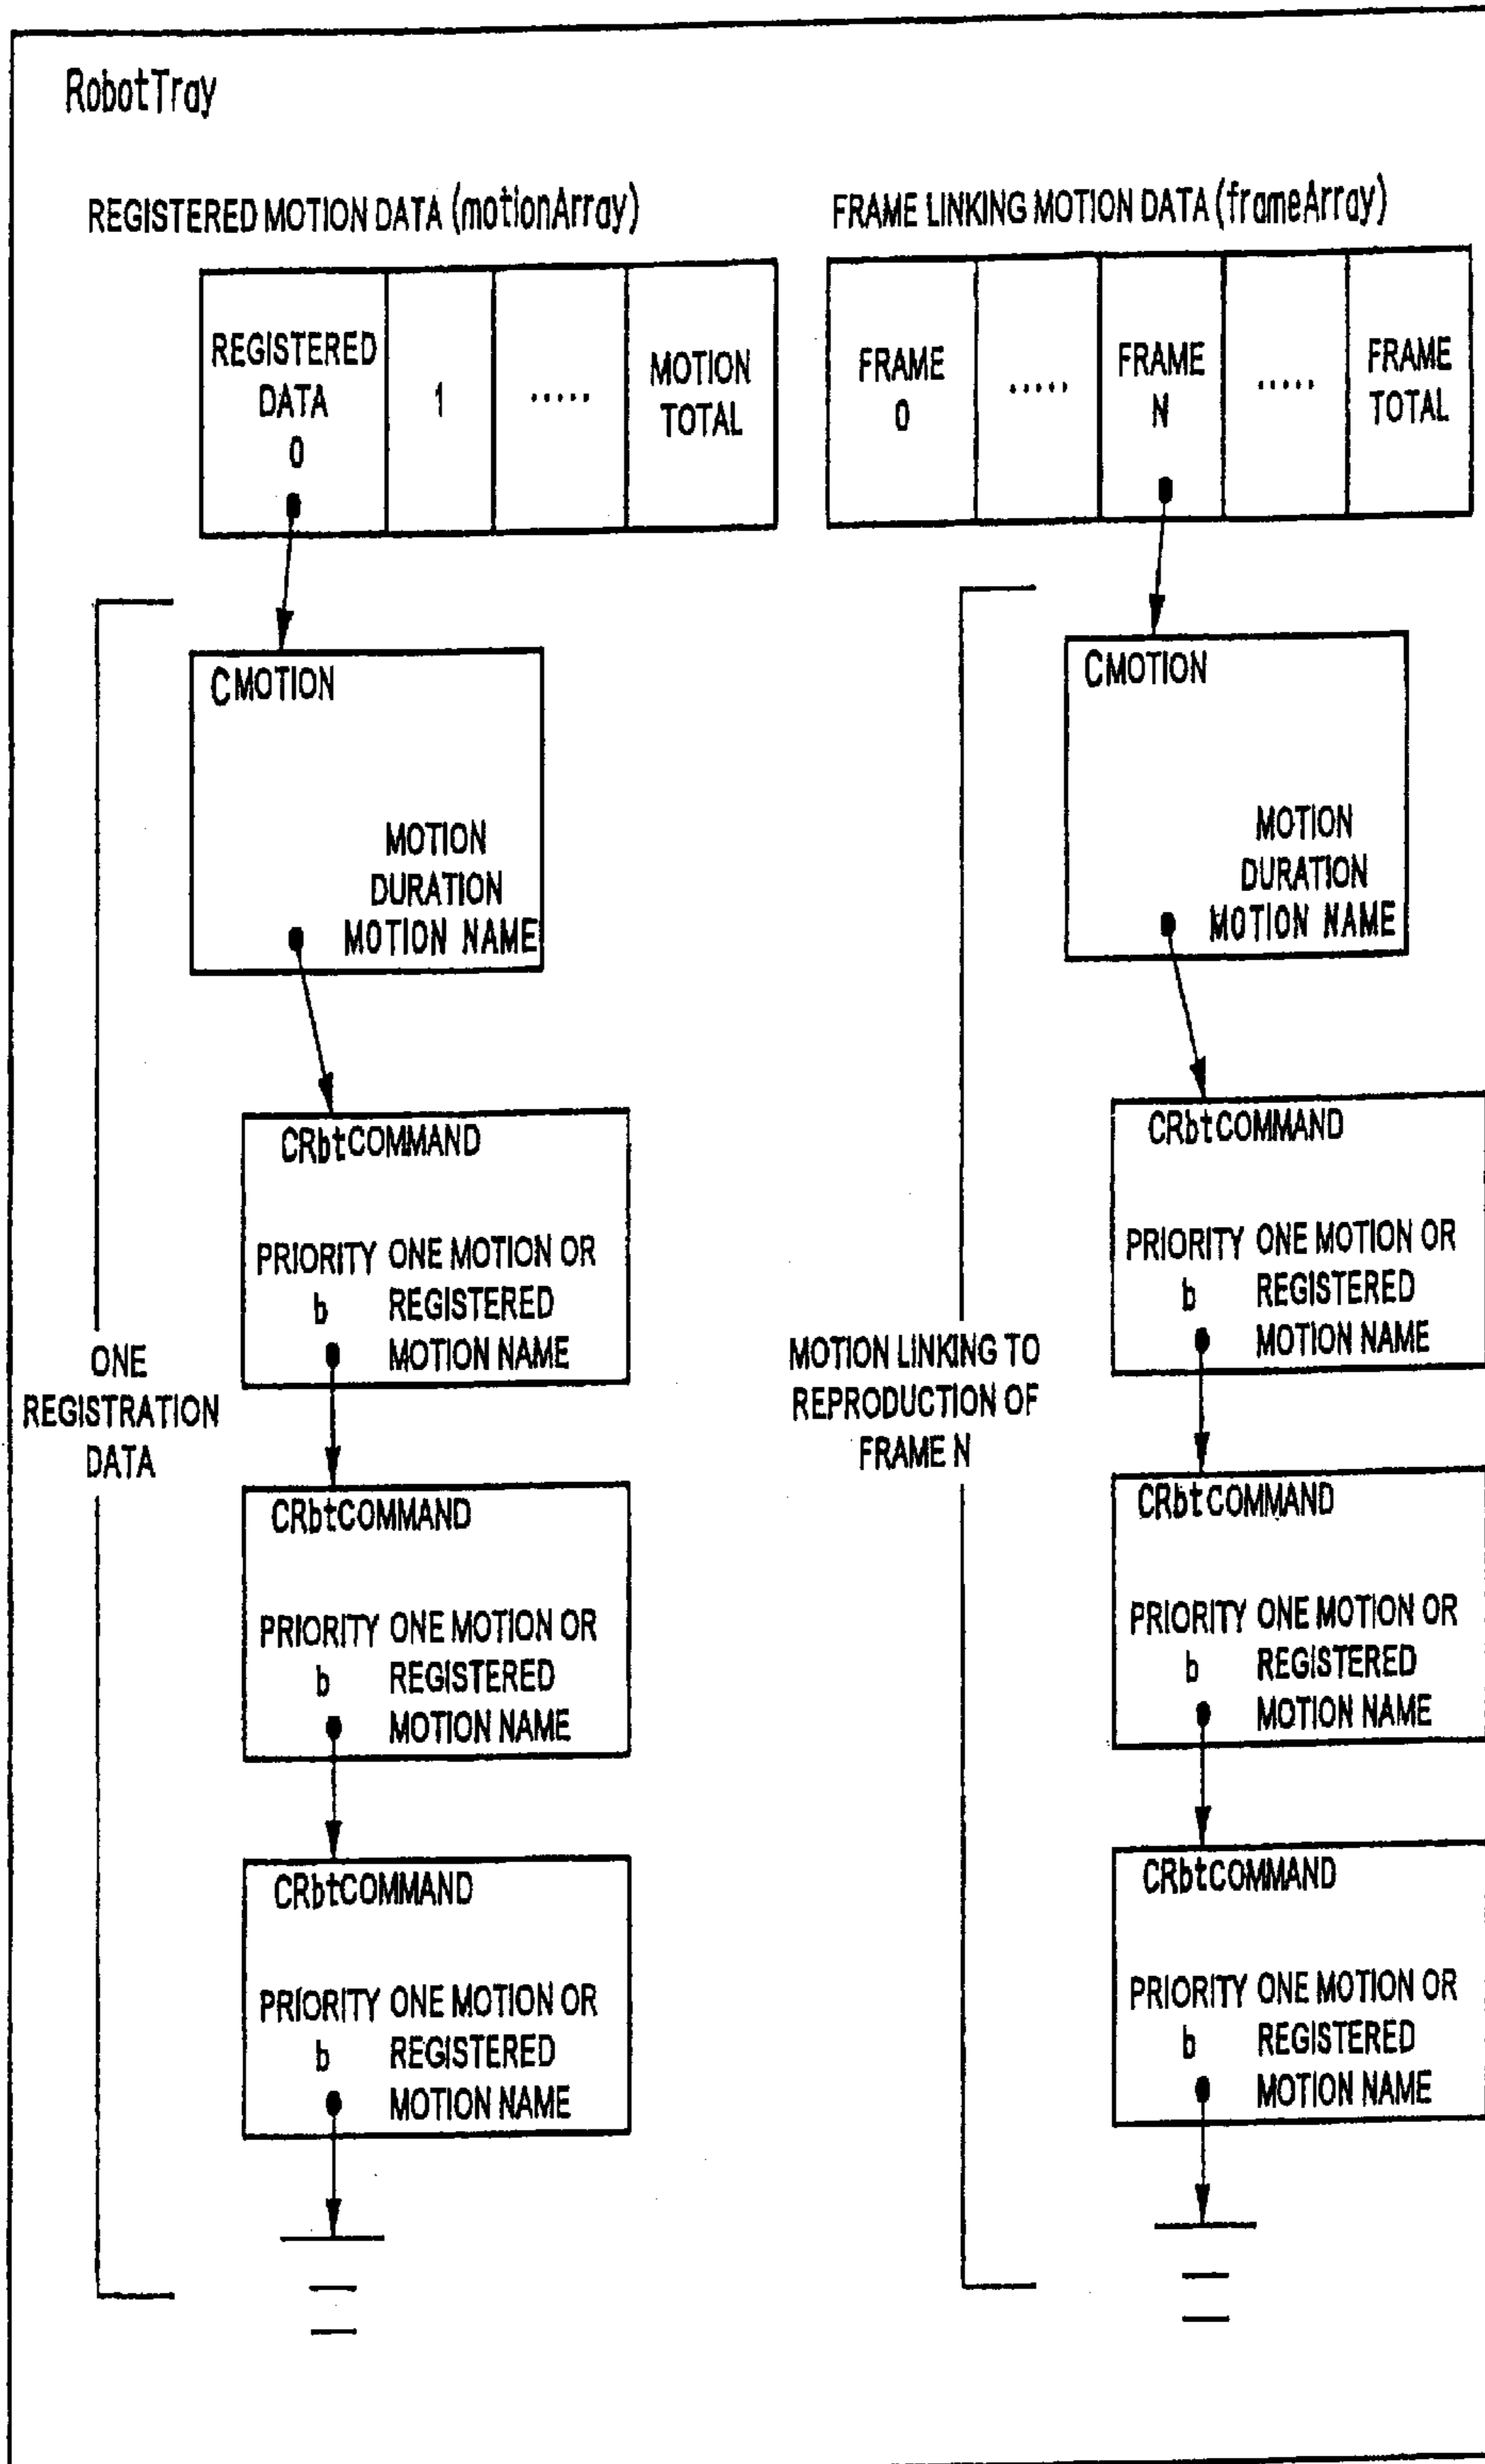 RobotTray
REGISTERED MOTION DATA (motionArray)
REGISTERED
DATA
0
1
.....
MOTION
TOTAL
CMOTION
MOTION
DURATION
MOTION NAME
CRbtCOMMAND
PRIORITY ONE MOTION OR
b REGISTERED
MOTION NAME
CRbtCOMMAND
PRIORITY ONE MOTION OR
b REGISTERED
MOTION NAME
CRbtCOMMAND
PRIORITY ONE MOTION OR
b REGISTERED
MOTION NAME
ONE
REGISTRATION
DATA
FRAME LINKING MOTION DATA (frameArray)
FRAME
0
.....
FRAME
N
.....
FRAME
TOTAL
CMOTION
MOTION
DURATION
MOTION NAME
CRbtCOMMAND
PRIORITY ONE MOTION OR
b REGISTERED
MOTION NAME
CRbtCOMMAND
PRIORITY ONE MOTION OR
b REGISTERED
MOTION NAME
CRbtCOMMAND
PRIORITY ONE MOTION OR
b REGISTERED
MOTION NAME
MOTION LINKING TO
REPRODUCTION OF
FRAME N